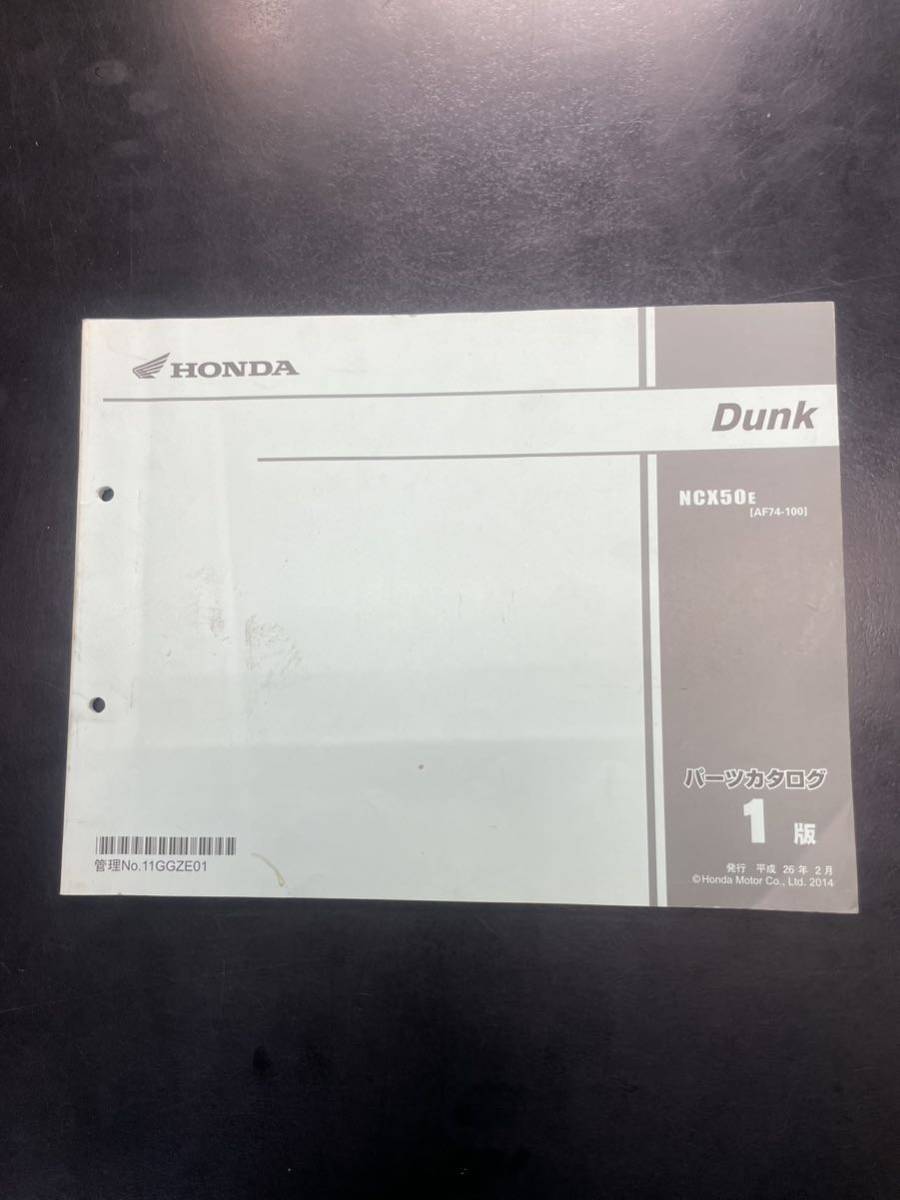 HONDA
Dunk
NCX50E
[AF74-100]
パーツカタログ
1版
発行 平成 26 年 2 月
©Honda Motor Co., Ltd. 2014
管理No.11GGZE01